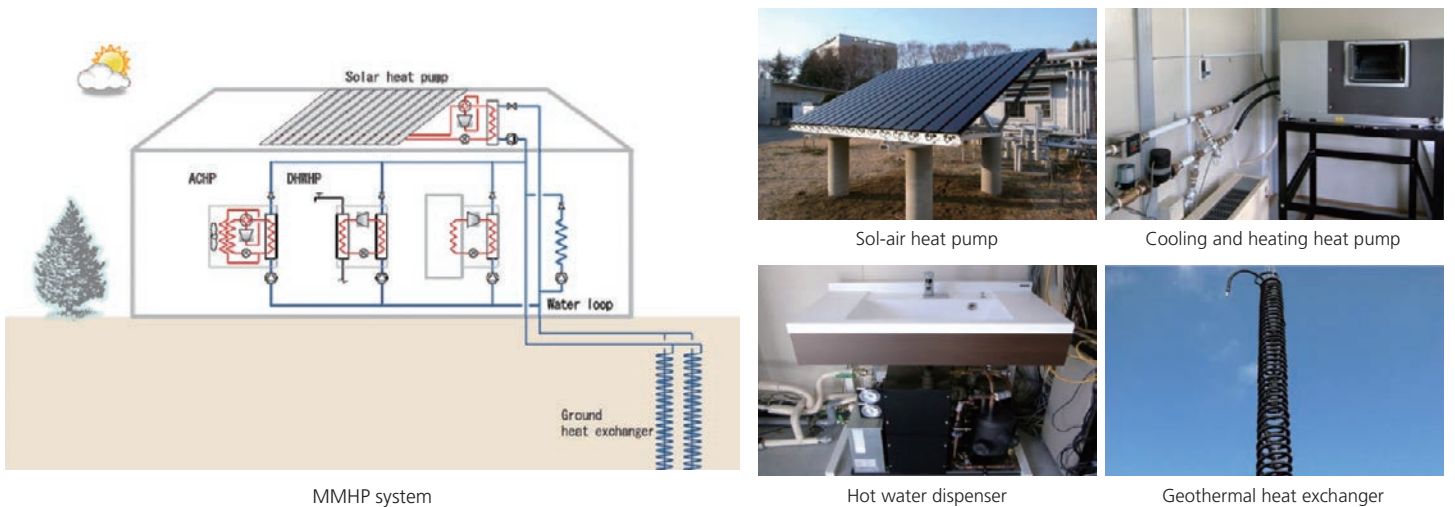 Solar heat pump
ACHP
DHWHP
Water loop
Ground
heat exchanger
MMHP system
Sol-air heat pump
Cooling and heating heat pump
Hot water dispenser
Geothermal heat exchanger